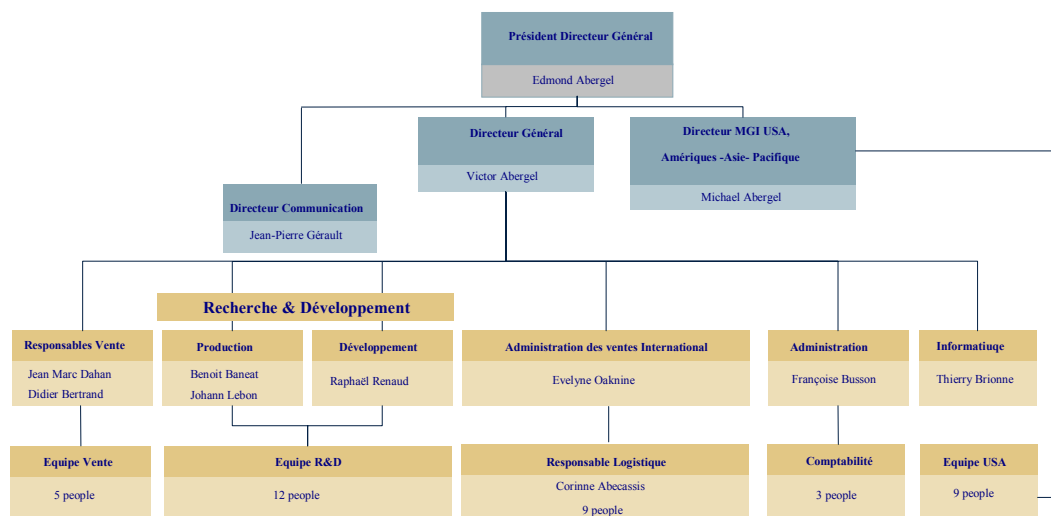 Président Directeur Général
Edmond Abergel
Directeur Général
Victor Abergel
Directeur MGI USA,
Amériques -Asie- Pacifique
Michael Abergel
Directeur Communication
Jean-Pierre Gérault
Recherche & Développement
Responsables Vente
Jean Marc Dahan
Didier Bertrand
Production
Benoit Baneat
Johann Lebon
Développement
Raphaël Renaud
Administration des ventes International
Evelyne Oaknine
Administration
Françoise Busson
Informatiuqe
Thierry Brionne
Equipe Vente
5 people
Equipe R&D
12 people
Responsable Logistique
Corinne Abecassis
9 people
Comptabilité
3 people
Equipe USA
9 people